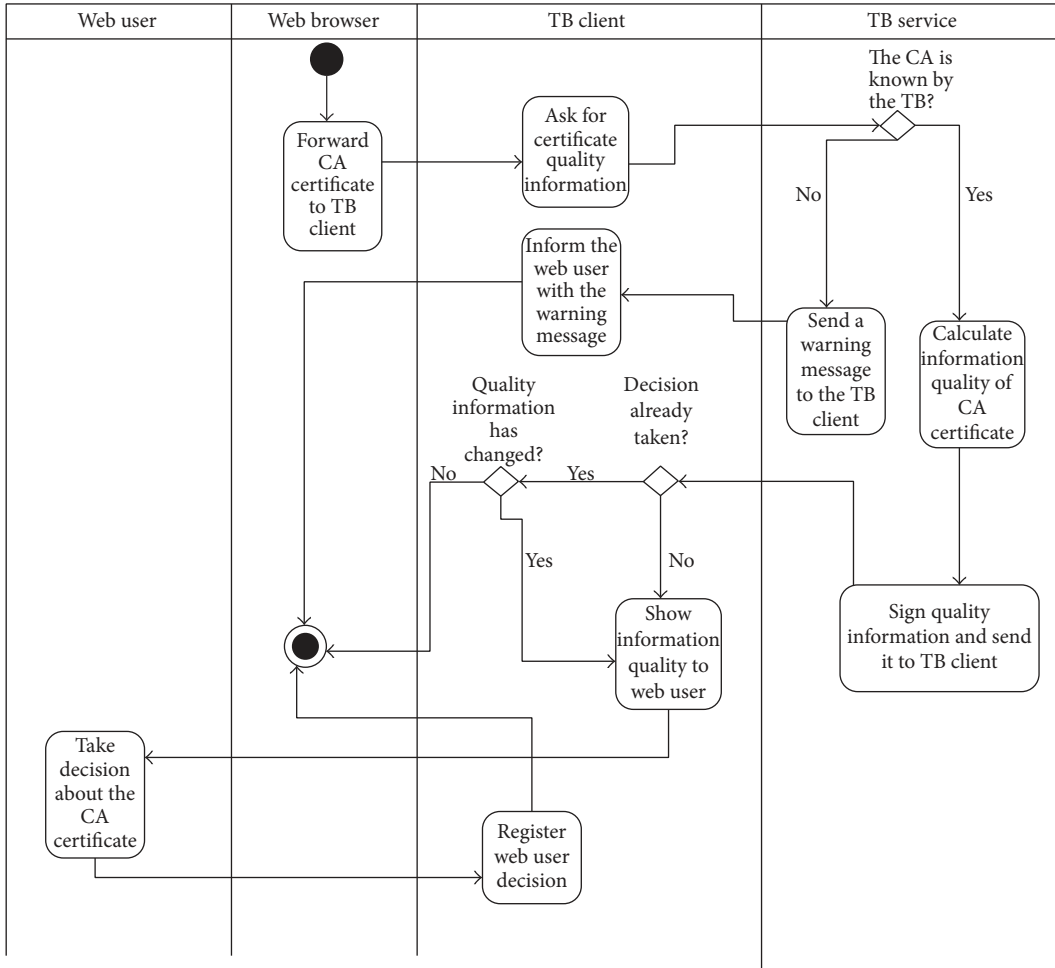 Web user
Web browser
TB client
TB service
The CA is
known by
the TB?
Forward
CA
certificate
to TB
client
Ask for
certificate
quality
information
No
Yes
Inform the
web user
with the
warning
message
Send a
warning
message
to the TB
client
Calculate
information
quality of
CA
certificate
Quality
information
has
changed?
Decision
already
taken?
No
Yes
Yes
No
Show
information
quality to
web user
Sign quality
information and send
it to TB client
Take
decision
about the
CA
certificate
Register
web user
decision